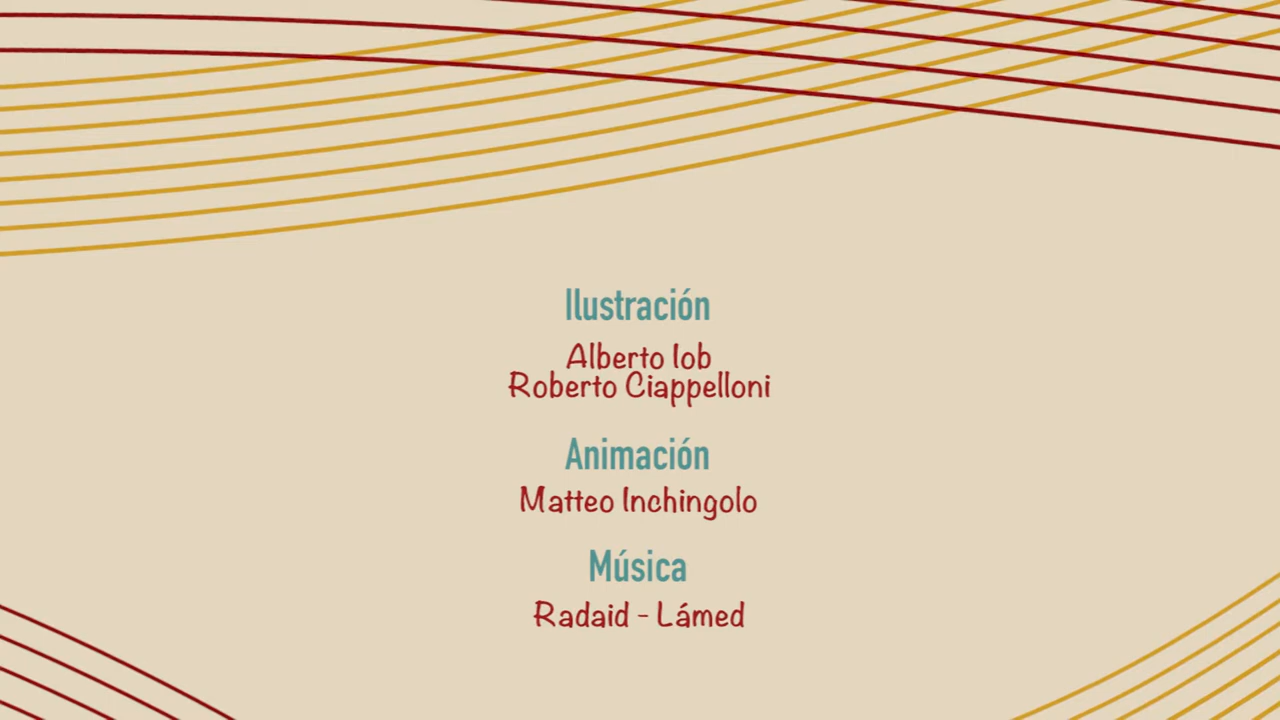 Ilustración
Alberto Iob
Roberto Ciappelloni
Animación
Matteo Inchingolo
Música
Radaid - Lámed